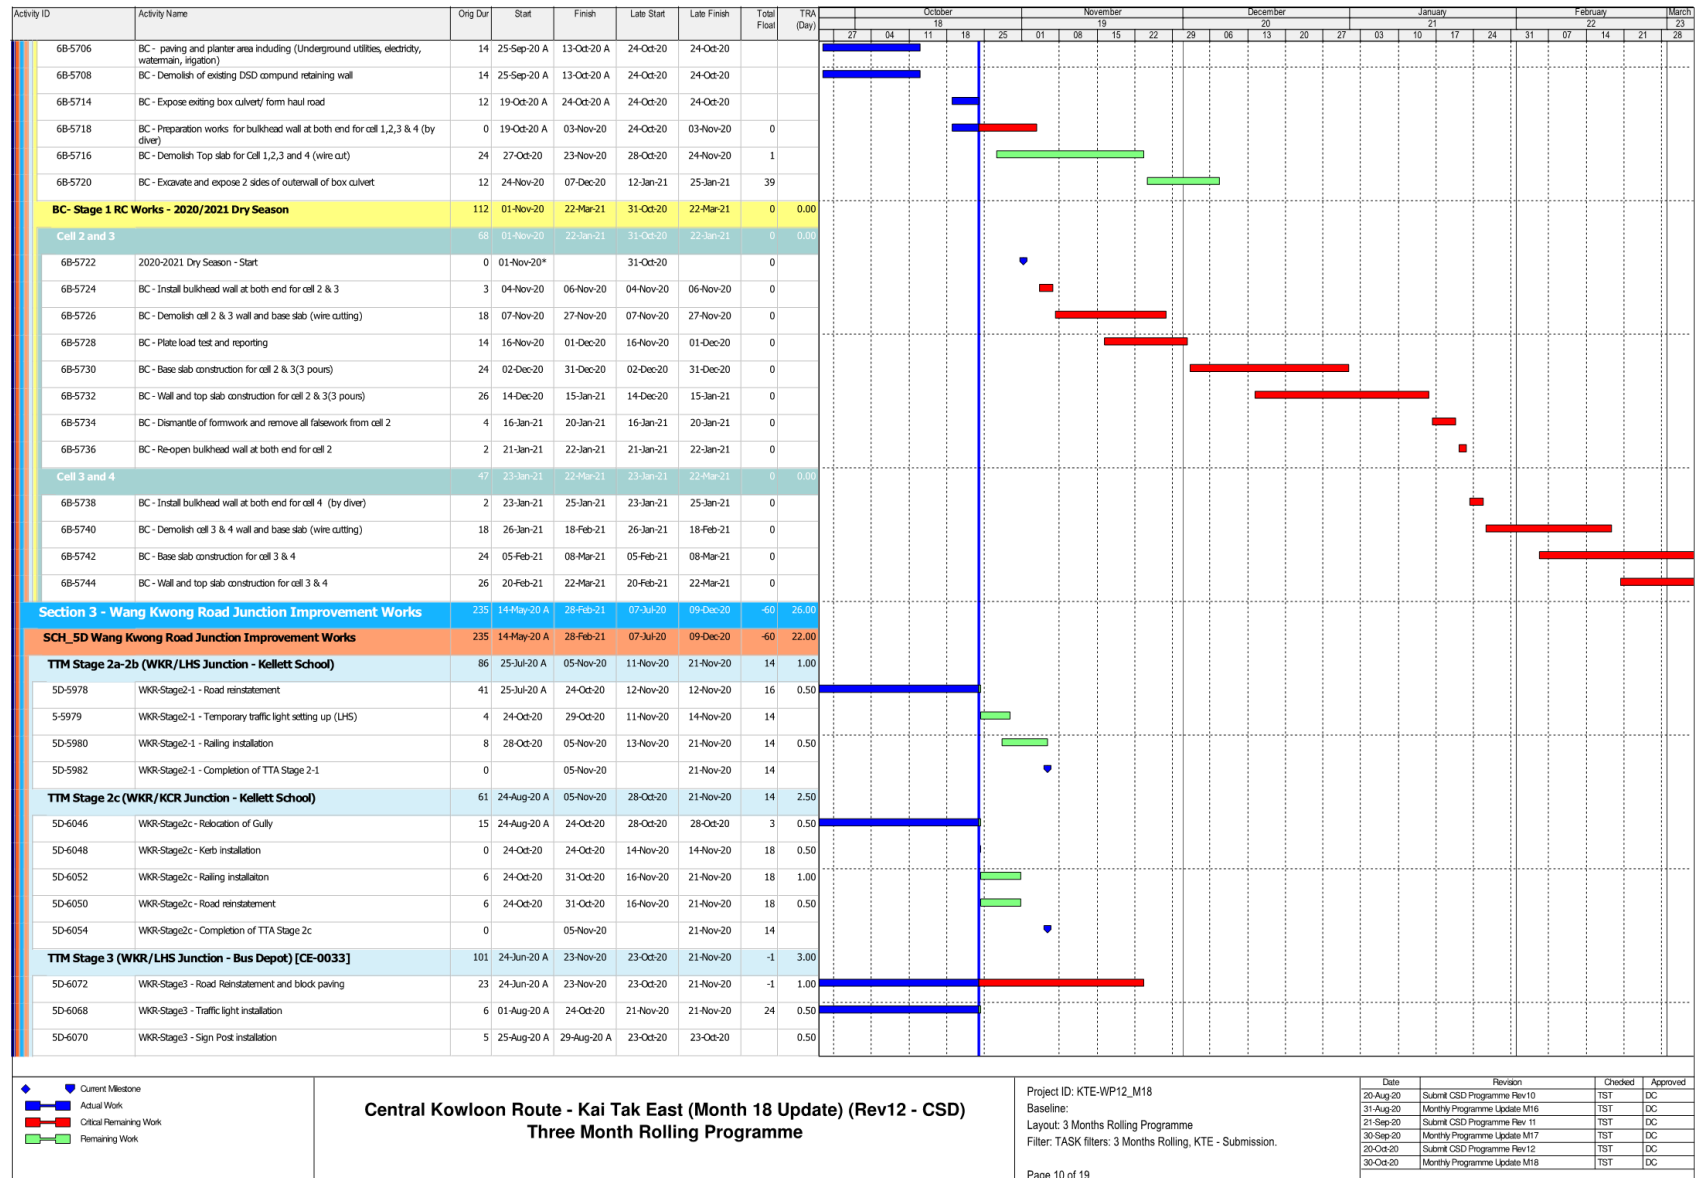 Activity ID Activity Name Orig Dur Start Finish Late Start Late Finish Total Float TRA (Day) October November December January February March
18 19 20 21 22 23
27 04 11 18 25 01 08 15 22 29 06 13 20 27 03 10 17 24 31 07 14 21 28
6B-5706 BC - paving and planter area including (Underground utilities, electridty, 14 25-Sep-20 A 13-Oct-20 A 24-Oct-20 24-Oct-20
watermain, irigation)
6B-5708 BC - Demolish of existing DSD compund retaining wall 14 25-Sep-20 A 13-Oct-20 A 24-Oct-20 24-Oct-20
6B-5714 BC - Expose exiting box culvert/ form haul road 12 19-Oct-20 A 24-Oct-20 A 24-Oct-20 24-Oct-20
6B-5718 BC - Preparation works for bulkhead wall at both end for cell 1,2,3 & 4 (by 0 19-Oct-20 A 03-Nov-20 24-Oct-20 03-Nov-20 0
diver)
6B-5716 BC - Demolish Top slab for Cell 1,2,3 and 4 (wire cut) 24 27-Oct-20 23-Nov-20 28-Oct-20 24-Nov-20 1
6B-5720 BC - Excavate and expose 2 sides of outerwall of box culvert 12 24-Nov-20 07-Dec-20 12-Jan-21 25-Jan-21 39
BC- Stage 1 RC Works - 2020/2021 Dry Season 112 01-Nov-20 22-Mar-21 31-Oct-20 22-Mar-21 0 0.00
Cell 2 and 3 68 01-Nov-20 22-Jan-21 31-Oct-20 22-Jan-21 0 0.00
6B-5722 2020-2021 Dry Season - Start 0 01-Nov-20* 31-Oct-20 0
6B-5724 BC - Install bulkhead wall at both end for cell 2 & 3 3 04-Nov-20 06-Nov-20 04-Nov-20 06-Nov-20 0
6B-5726 BC - Demolish cell 2 & 3 wall and base slab (wire cutting) 18 07-Nov-20 27-Nov-20 07-Nov-20 27-Nov-20 0
6B-5728 BC - Plate load test and reporting 14 16-Nov-20 01-Dec-20 16-Nov-20 01-Dec-20 0
6B-5730 BC - Base slab construction for cell 2 & 3(3 pours) 24 02-Dec-20 31-Dec-20 02-Dec-20 31-Dec-20 0
6B-5732 BC - Wall and top slab construction for cell 2 & 3(3 pours) 26 14-Dec-20 15-Jan-21 14-Dec-20 15-Jan-21 0
6B-5734 BC - Dismantle of formwork and remove all falsework from cell 2 4 16-Jan-21 20-Jan-21 16-Jan-21 20-Jan-21 0
6B-5736 BC - Re-open bulkhead wall at both end for cell 2 2 21-Jan-21 22-Jan-21 21-Jan-21 22-Jan-21 0
Cell 3 and 4 47 23-Jan-21 22-Mar-21 23-Jan-21 22-Mar-21 0 0.00
6B-5738 BC - Install bulkhead wall at both end for cell 4 (by diver) 2 23-Jan-21 25-Jan-21 23-Jan-21 25-Jan-21 0
6B-5740 BC - Demolish cell 3 & 4 wall and base slab (wire cutting) 18 26-Jan-21 18-Feb-21 26-Jan-21 18-Feb-21 0
6B-5742 BC - Base slab construction for cell 3 & 4 24 05-Feb-21 08-Mar-21 05-Feb-21 08-Mar-21 0
6B-5744 BC - Wall and top slab construction for cell 3 & 4 26 20-Feb-21 22-Mar-21 20-Feb-21 22-Mar-21 0
Section 3 - Wang Kwong Road Junction Improvement Works 235 14-May-20 A 28-Feb-21 07-Jul-20 09-Dec-20 -60 26.00
SCH_5D Wang Kwong Road Junction Improvement Works 235 14-May-20 A 28-Feb-21 07-Jul-20 09-Dec-20 -60 22.00
TTM Stage 2a-2b (WKR/LHS Junction - Kellett School) 86 25-Jul-20 A 05-Nov-20 11-Nov-20 21-Nov-20 14 1.00
5D-5978 WKR-Stage2-1 - Road reinstatement 41 25-Jul-20 A 24-Oct-20 12-Nov-20 12-Nov-20 16 0.50
5-5979 WKR-Stage2-1 - Temporary traffic light setting up (LHS) 4 24-Oct-20 29-Oct-20 11-Nov-20 14-Nov-20 14
5D-5980 WKR-Stage2-1 - Railing installation 8 28-Oct-20 05-Nov-20 13-Nov-20 21-Nov-20 14 0.50
5D-5982 WKR-Stage2-1 - Completion of TTA Stage 2-1 0 05-Nov-20 21-Nov-20 14
TTM Stage 2c (WKR/KCR Junction - Kellett School) 61 24-Aug-20 A 05-Nov-20 28-Oct-20 21-Nov-20 14 2.50
5D-6046 WKR-Stage2c - Relocation of Gully 15 24-Aug-20 A 24-Oct-20 28-Oct-20 28-Oct-20 3 0.50
5D-6048 WKR-Stage2c - Kerb installation 0 24-Oct-20 24-Oct-20 14-Nov-20 14-Nov-20 18 0.50
5D-6052 WKR-Stage2c - Railing installaiton 6 24-Oct-20 31-Oct-20 16-Nov-20 21-Nov-20 18 1.00
5D-6050 WKR-Stage2c - Road reinstatement 6 24-Oct-20 31-Oct-20 16-Nov-20 21-Nov-20 18 0.50
5D-6054 WKR-Stage2c - Completion of TTA Stage 2c 0 05-Nov-20 21-Nov-20 14
TTM Stage 3 (WKR/LHS Junction - Bus Depot) [CE-0033] 101 24-Jun-20 A 23-Nov-20 23-Oct-20 21-Nov-20 -1 3.00
5D-6072 WKR-Stage3 - Road Reinstatement and block paving 23 24-Jun-20 A 23-Nov-20 23-Oct-20 21-Nov-20 -1 1.00
5D-6068 WKR-Stage3 - Traffic light installation 6 01-Aug-20 A 24-Oct-20 21-Nov-20 21-Nov-20 24 0.50
5D-6070 WKR-Stage3 - Sign Post installation 5 25-Aug-20 A 29-Aug-20 A 23-Oct-20 23-Oct-20 0.50
Current Milestone
Actual Work
Critical Remaining Work
Remaining Work
Central Kowloon Route - Kai Tak East (Month 18 Update) (Rev12 - CSD)
Three Month Rolling Programme
Project ID: KTE-WP12_M18
Baseline:
Layout: 3 Months Rolling Programme
Filter: TASK filters: 3 Months Rolling, KTE - Submission.
Page 10 of 19
Date Revision Checked Approved
20-Aug-20 Submit CSD Programme Rev10 TST DC
31-Aug-20 Monthly Programme Update M16 TST DC
21-Sep-20 Submit CSD Programme Rev 11 TST DC
30-Sep-20 Monthly Programme Update M17 TST DC
20-Oct-20 Submit CSD Programme Rev12 TST DC
30-Oct-20 Monthly Programme Update M18 TST DC